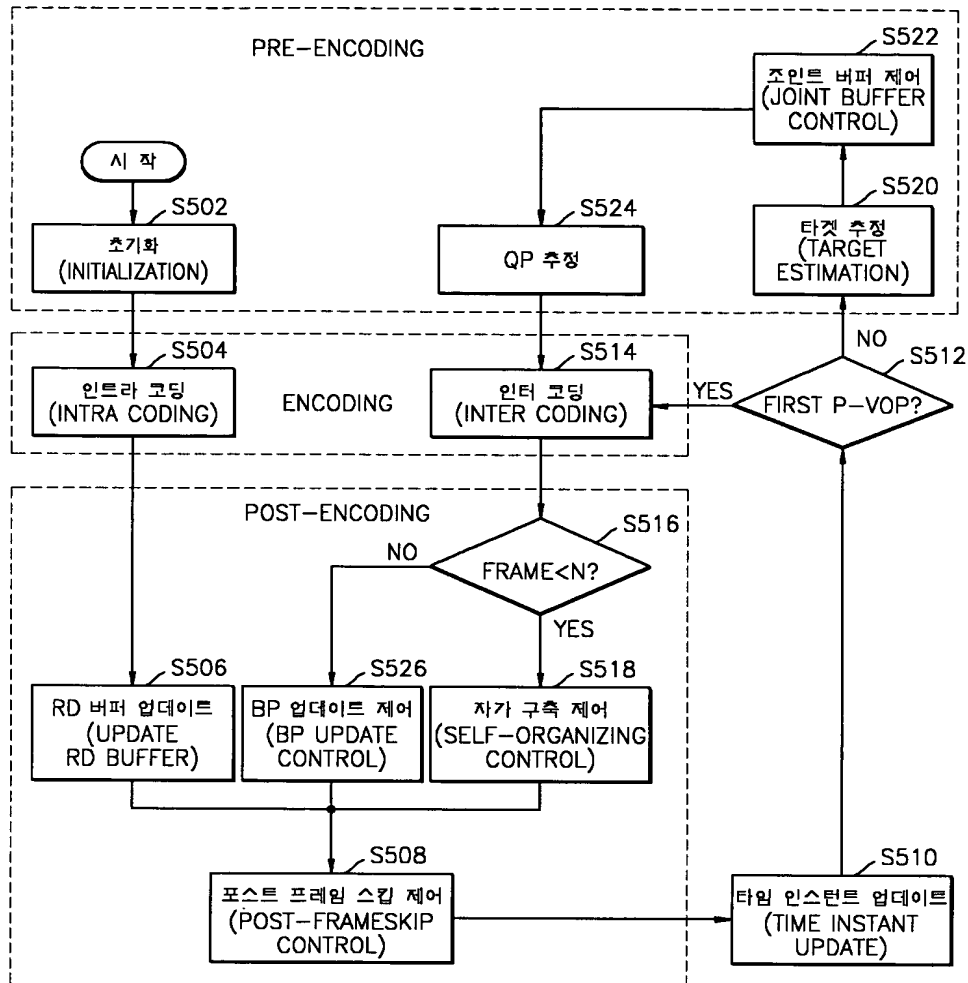 PRE-ENCODING
S522
조인트 버퍼 제어
(JOINT BUFFER
CONTROL)
시 작
S502
초기화
(INITIALIZATION)
S524
QP 추정
S520
타겟 추정
(TARGET
ESTIMATION)
NO
S512
FIRST P-VOP?
YES
S504
인트라 코딩
(INTRA CODING)
ENCODING
S514
인터 코딩
(INTER CODING)
POST-ENCODING
S516
FRAME<N?
NO
YES
S506
RD 버퍼 업데이트
(UPDATE
RD BUFFER)
S526
BP 업데이트 제어
(BP UPDATE
CONTROL)
S518
자가 구축 제어
(SELF-ORGANIZING
CONTROL)
S508
포스트 프레임 스킵 제어
(POST-FRAMESKIP
CONTROL)
S510
타임 인스턴트 업데이트
(TIME INSTANT
UPDATE)